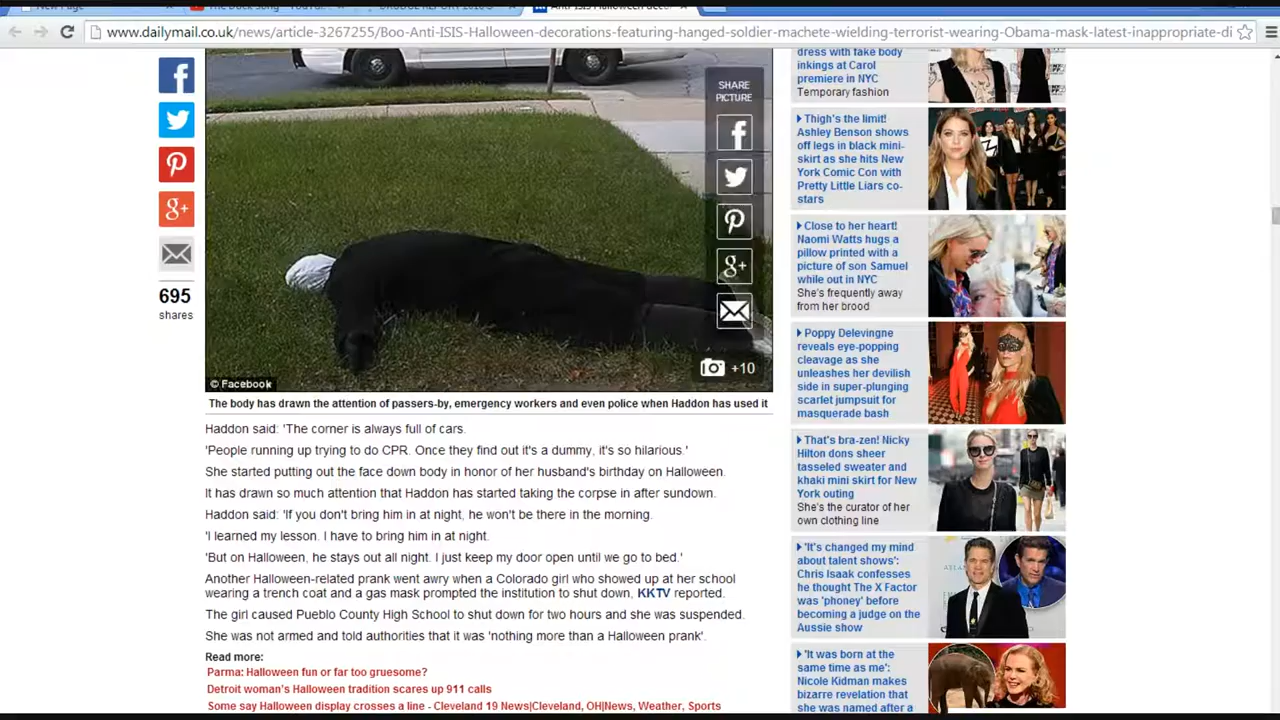 New Page
www.dailymail.co.uk/news/article-3267255/Boo-Anti-ISIS-Halloween-decorations-featuring-hanged-soldier-machete-wielding-terrorist-wearing-Obama-mask-latest-inappropriate-di
695
shares
SHARE
PICTURE
+10
© Facebook
The body has drawn the attention of passers-by, emergency workers and even police when Haddon has used it
Haddon said: 'The corner is always full of cars.
'People running up trying to do CPR. Once they find out it's a dummy, it's so hilarious.'
She started putting out the face down body in honor of her husband's birthday on Halloween.
It has drawn so much attention that Haddon has started taking the corpse in after sundown.
Haddon said: 'If you don't bring him in at night, he won't be there in the morning.
'I learned my lesson. I have to bring him in at night.
'But on Halloween, he stays out all night. I just keep my door open until we go to bed.'
Another Halloween-related prank went awry when a Colorado girl who showed up at her school
wearing a trench coat and a gas mask prompted the institution to shut down, KKTV reported.
The girl caused Pueblo County High School to shut down for two hours and she was suspended.
She was not armed and told authorities that it was 'nothing more than a Halloween prank'.
Read more:
Parma: Halloween fun or far too gruesome?
Detroit woman's Halloween tradition scares up 911 calls
Some say Halloween display crosses a line - Cleveland 19 News|Cleveland, OH|News, Weather, Sports
dress with fake body
inkings at Carol
premiere in NYC
Temporary fashion
Thigh's the limit!
Ashley Benson shows
off legs in black mini-
skirt as she hits New
York Comic Con with
Pretty Little Liars co-
stars
Close to her heart!
Naomi Watts hugs a
pillow printed with a
picture of son Samuel
while out in NYC
She's frequently away
from her brood
Poppy Delevingne
reveals eye-popping
cleavage as she
unleashes her devilish
side in super-plunging
scarlet jumpsuit for
masquerade bash
That's bra-zen! Nicky
Hilton dons sheer
tasseled sweater and
khaki mini skirt for New
York outing
She's the curator of her
own clothing line
'It's changed my mind
about talent shows':
Chris Isaak confesses
he thought The X Factor
was 'phoney' before
becoming a judge on the
Aussie show
'It was born at the
same time as me':
Nicole Kidman makes
bizarre revelation that
she was named after a